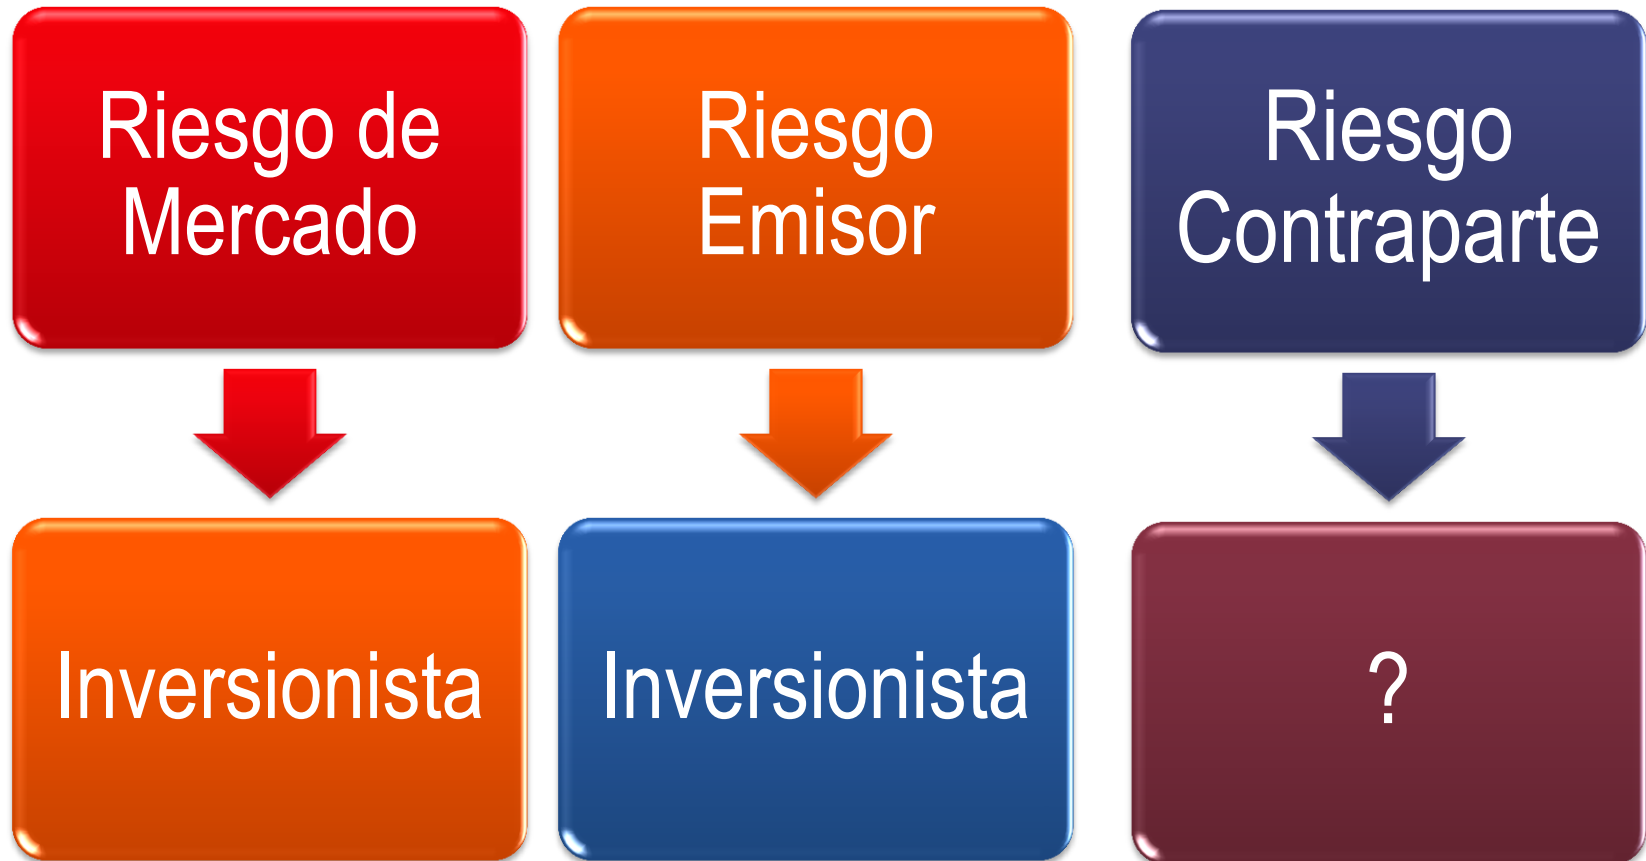 Riesgo de
Mercado
Riesgo
Emisor
Riesgo
Contraparte
Inversionista
Inversionista
?